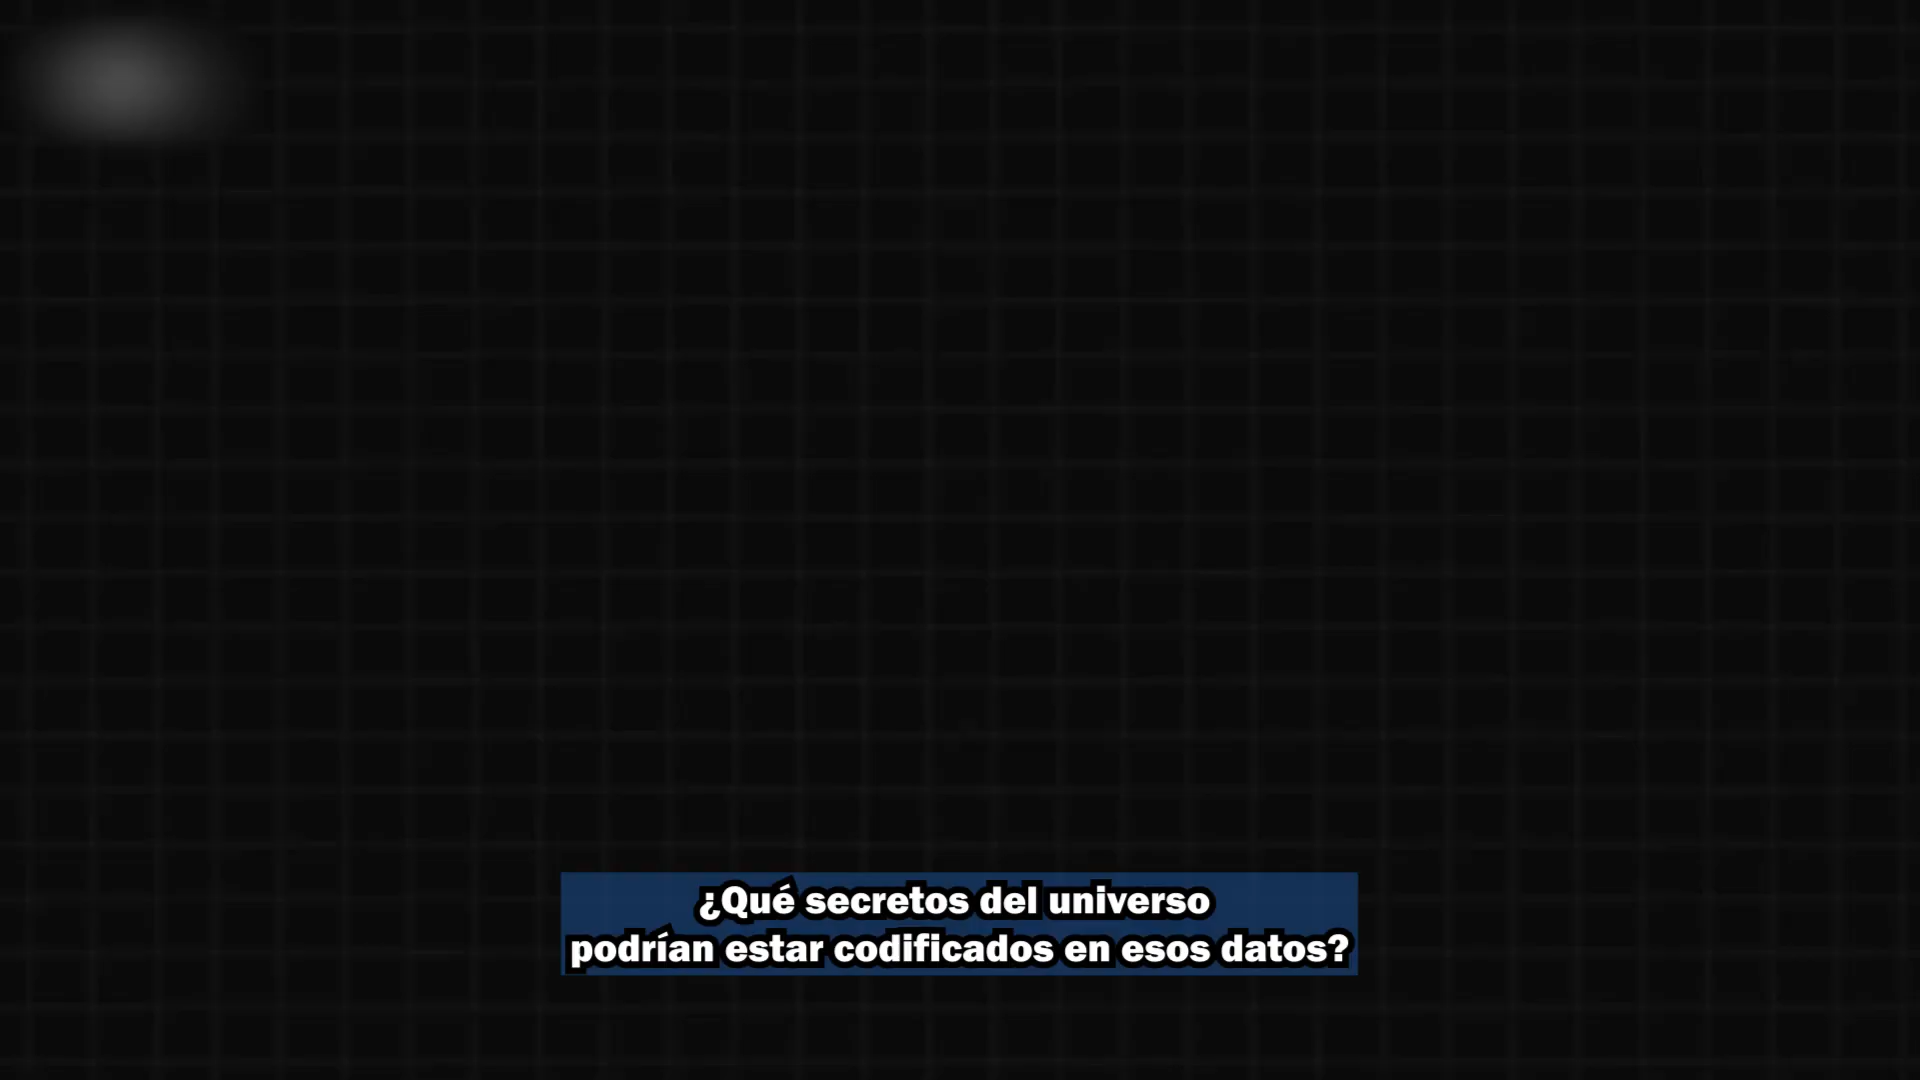 ¿Qué secretos del universo
podrían estar codificados en esos datos?